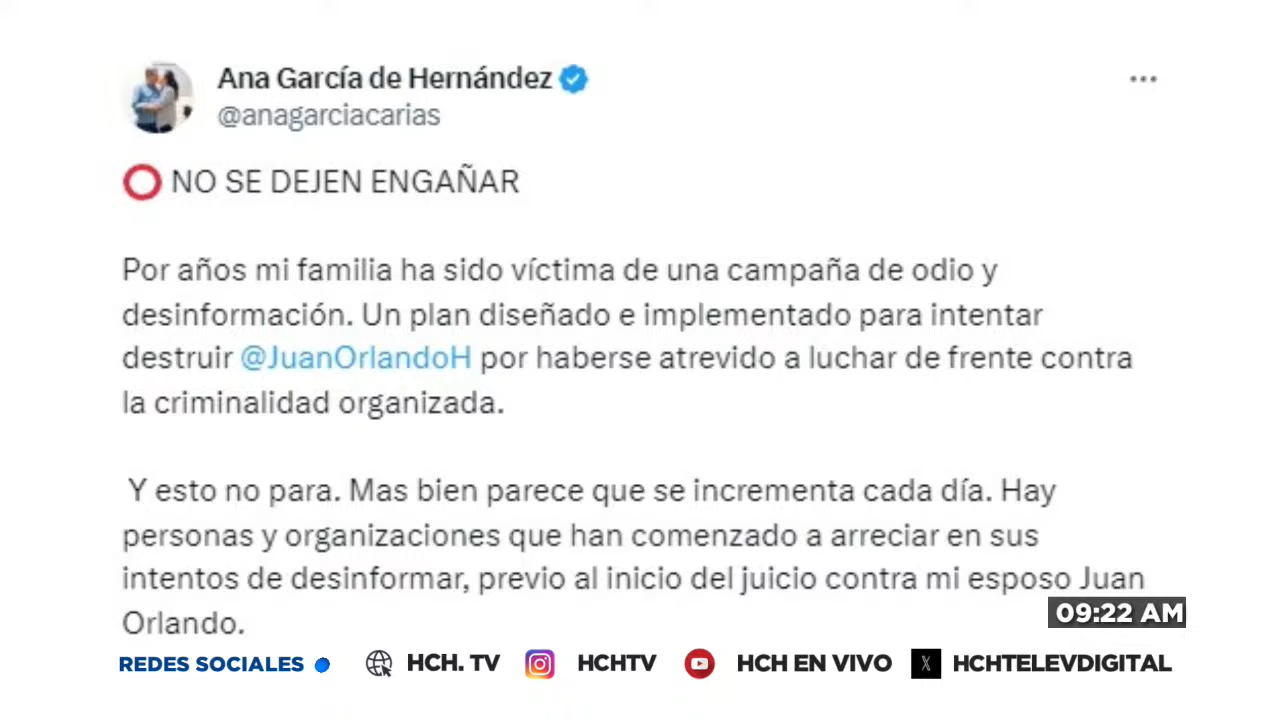 Ana García de Hernández
@anagarciacarias
⭕ NO SE DEJEN ENGAÑAR
Por años mi familia ha sido víctima de una campaña de odio y
desinformación. Un plan diseñado e implementado para intentar
destruir @JuanOrlandoH por haberse atrevido a luchar de frente contra
la criminalidad organizada.
Y esto no para. Mas bien parece que se incrementa cada día. Hay
personas y organizaciones que han comenzado a arreciar en sus
intentos de desinformar, previo al inicio del juicio contra mi esposo Juan
Orlando.
09:22 AM
REDES SOCIALES HCH. TV HCHTV HCH EN VIVO X HCHTELEVDIGITAL